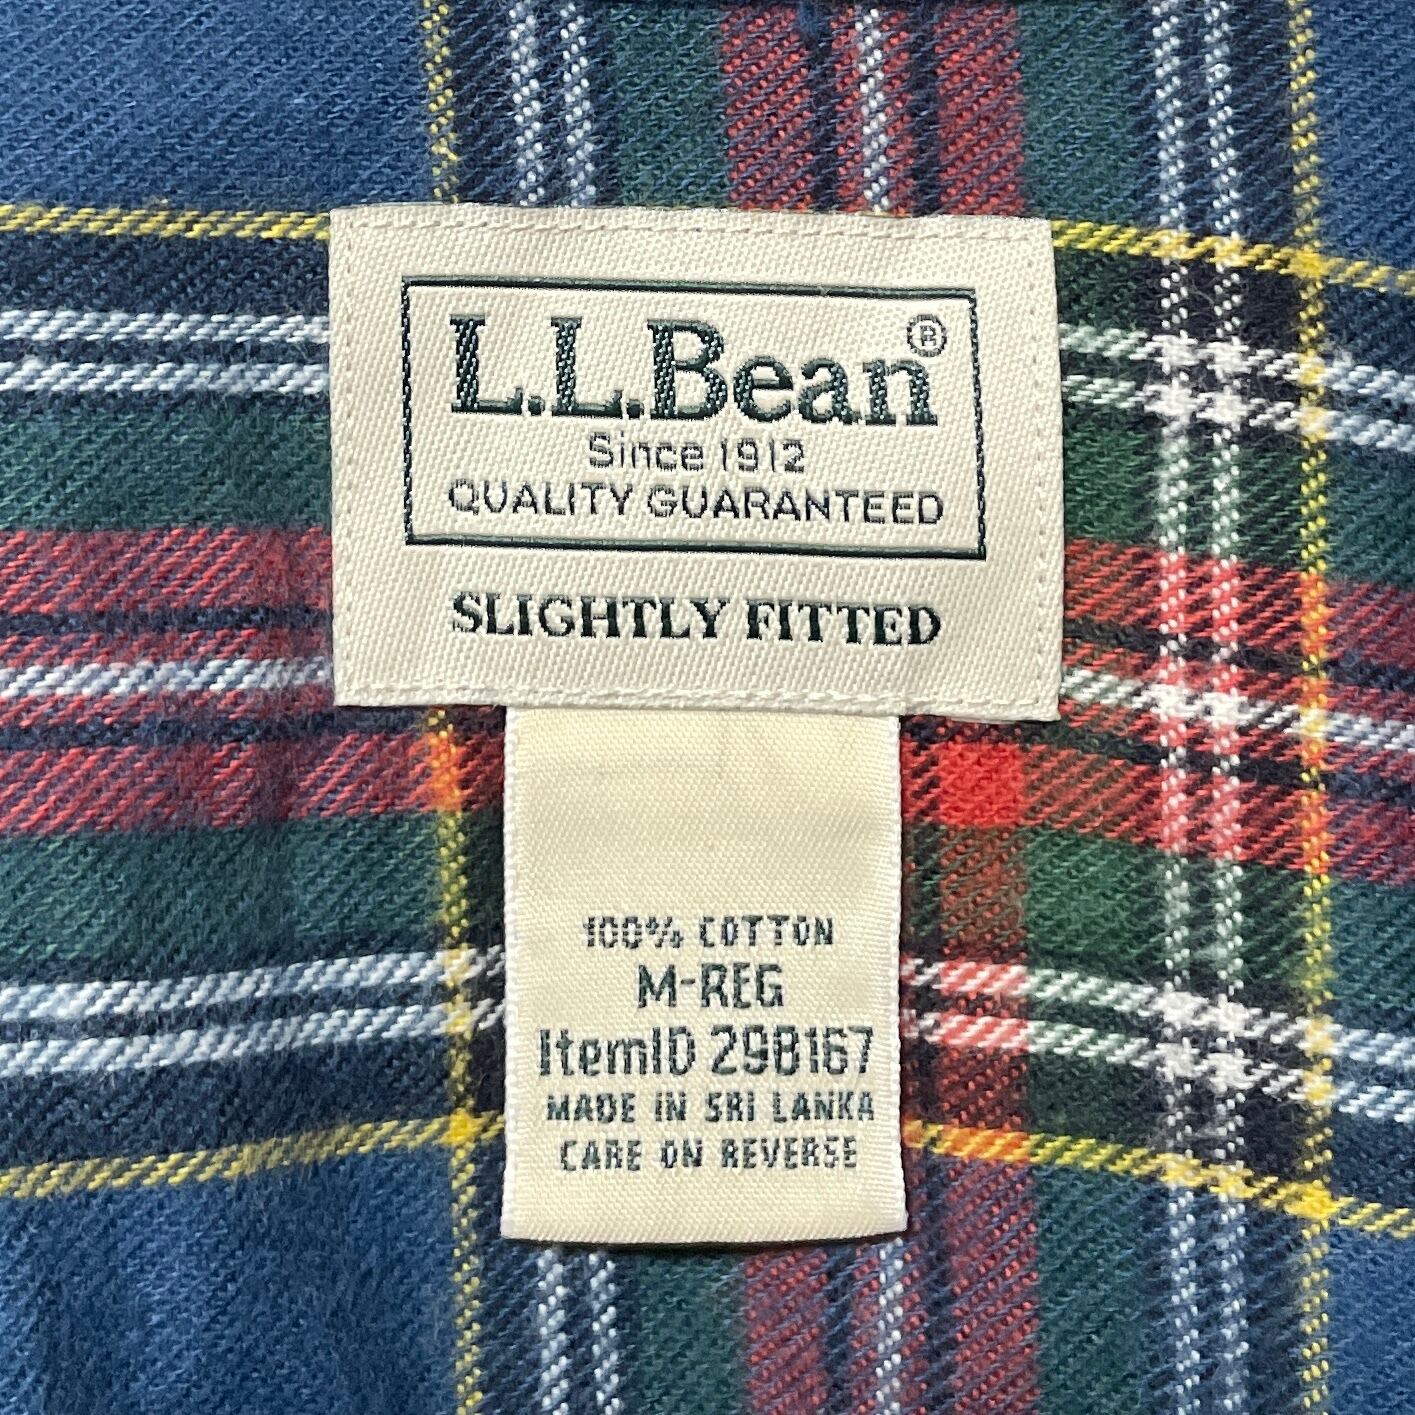 L.L.Bean®
Since 1912
QUALITY GUARANTEED
SLIGHTLY FITTED
100% COTTON
M-REG
ItemID 298167
MADE IN SRI LANKA
CARE ON REVERSE